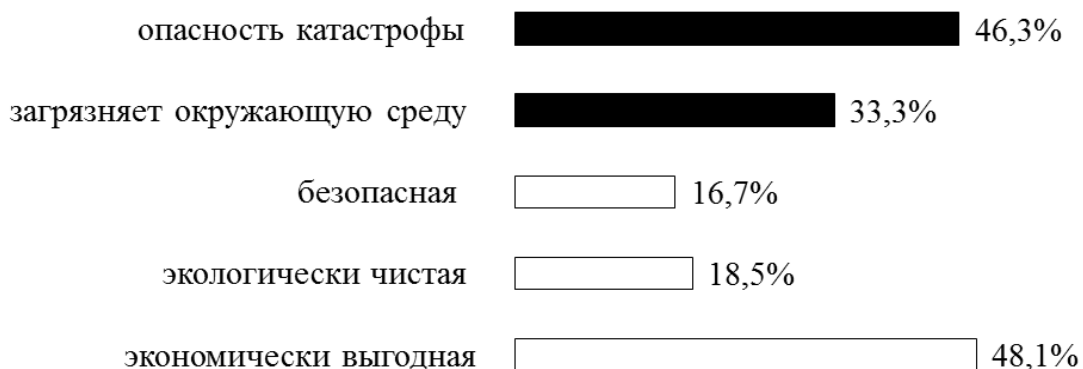 опасность катастрофы 46,3%
загрязняет окружающую среду 33,3%
безопасная 16,7%
экологически чистая 18,5%
экономически выгодная 48,1%